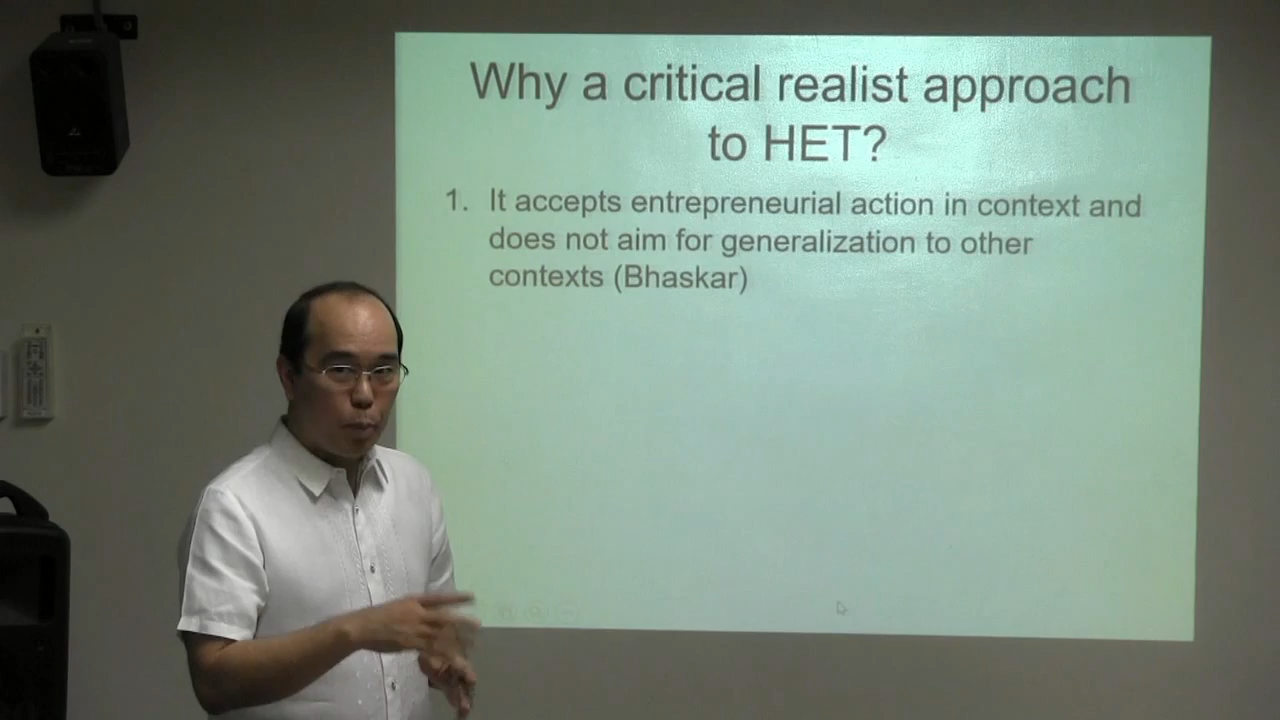 Why a critical realist approach
to HET?
1. It accepts entrepreneurial action in context and
does not aim for generalization to other
contexts (Bhaskar)